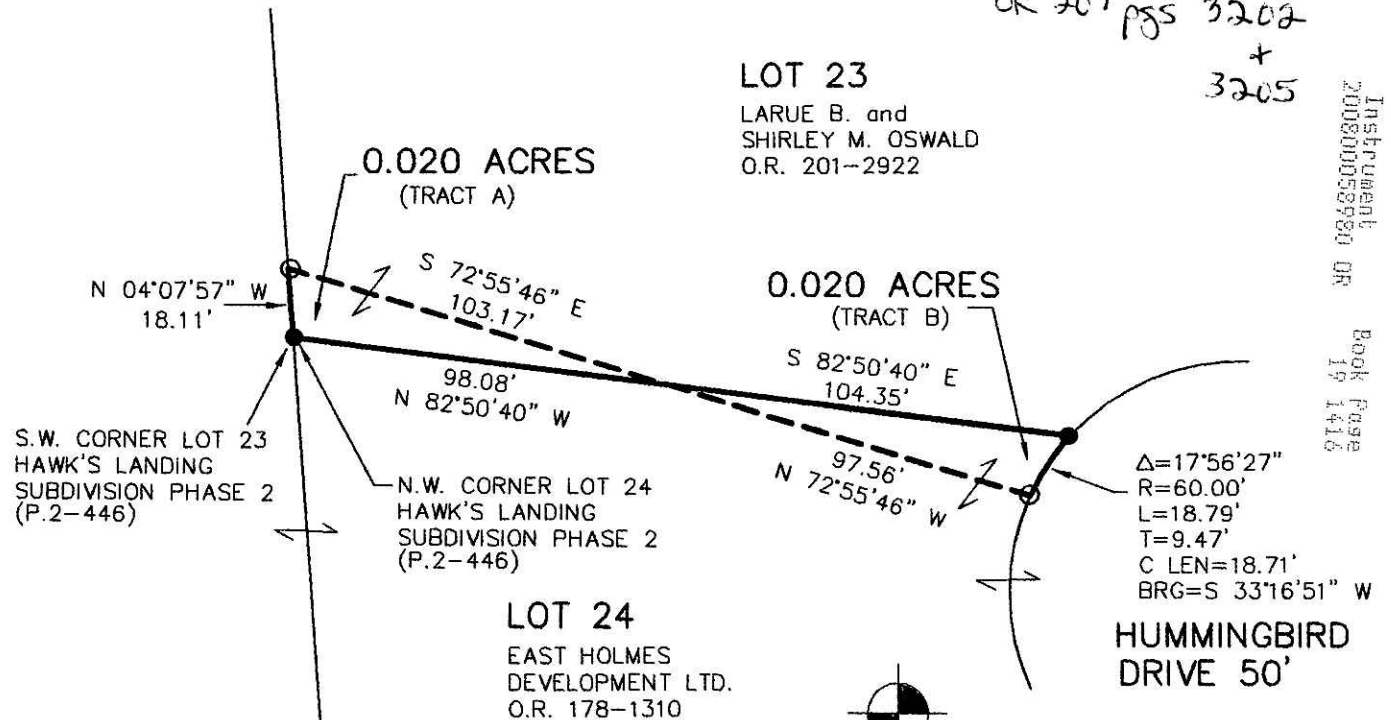 pgs 3202
+
3205
Instrument
200800058980 OR
Book Page
19 1416
LOT 23
LARUE B. and
SHIRLEY M. OSWALD
O.R. 201-2922
0.020 ACRES
(TRACT A)
N 04°07'57" W
18.11'
S 72°55'46" E
103.17'
0.020 ACRES
(TRACT B)
S 82°50'40" E
104.35'
98.08'
N 82°50'40" W
97.56'
N 72°55'46" W
S.W. CORNER LOT 23
HAWK'S LANDING
SUBDIVISION PHASE 2
(P.2-446)
N.W. CORNER LOT 24
HAWK'S LANDING
SUBDIVISION PHASE 2
(P.2-446)
Δ=17°56'27"
R=60.00'
L=18.79'
T=9.47'
C LEN=18.71'
BRG=S 33°16'51" W
LOT 24
EAST HOLMES
DEVELOPMENT LTD.
O.R. 178-1310
HUMMINGBIRD
DRIVE 50'